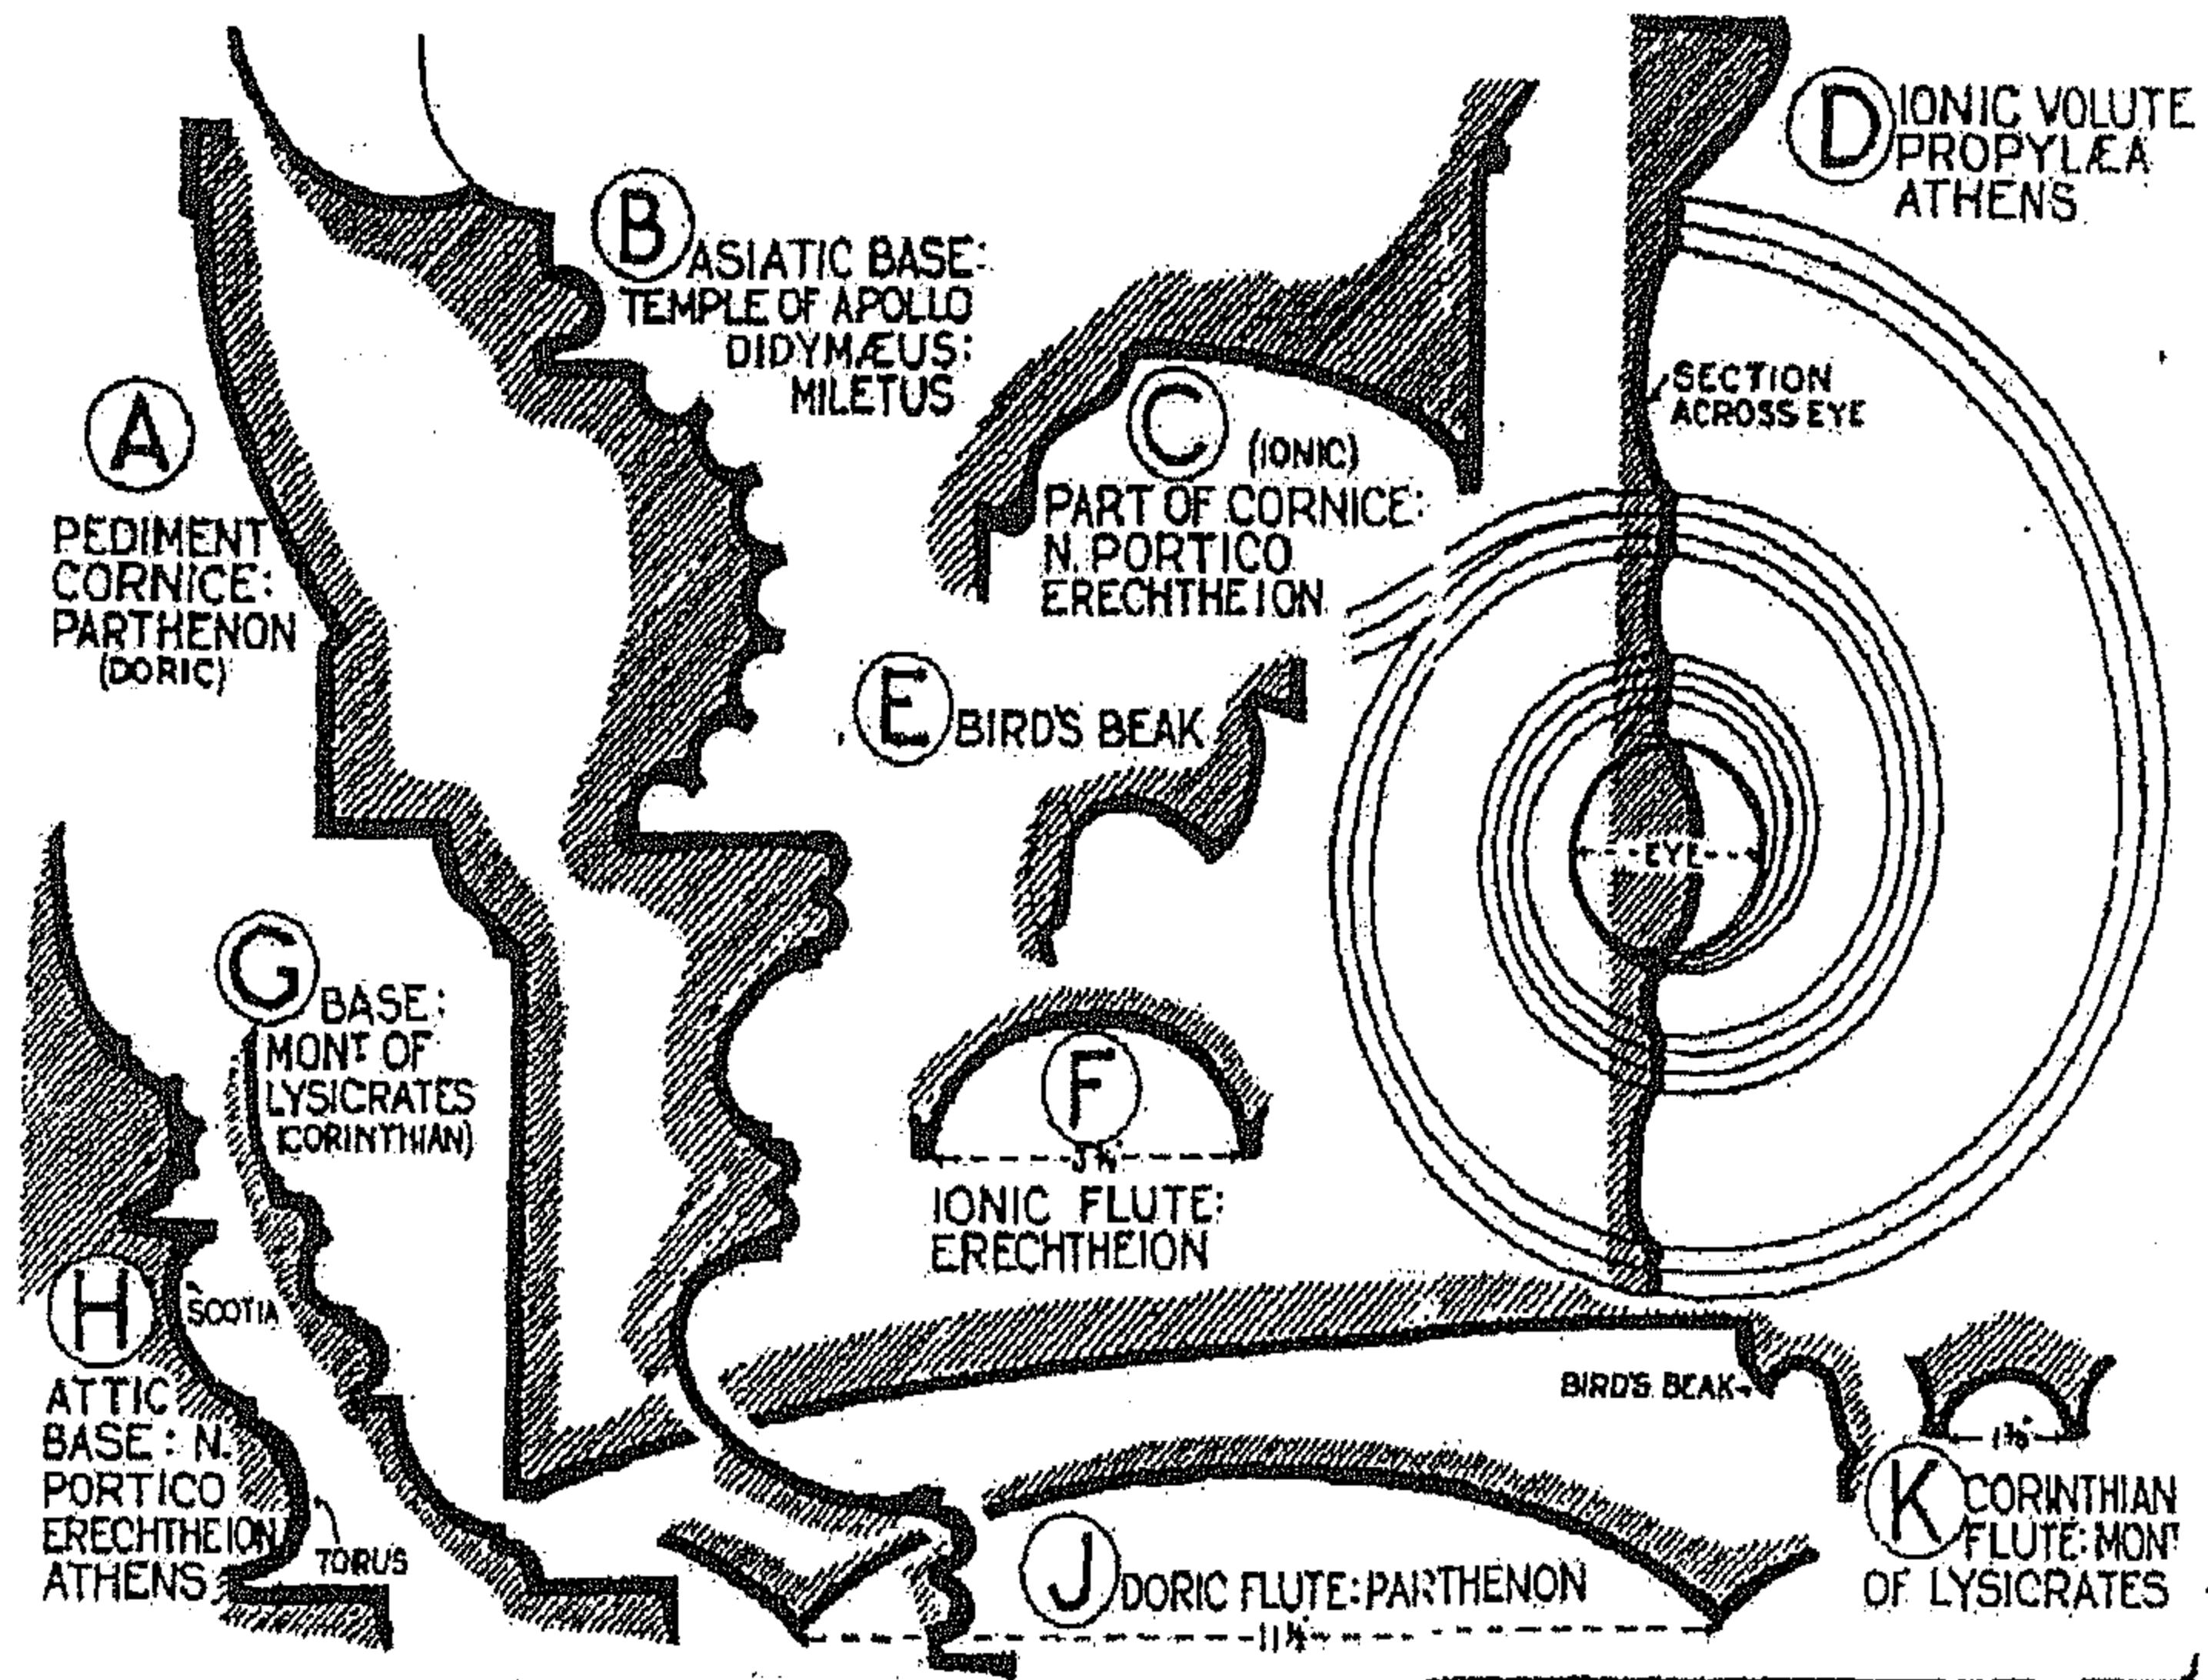 A
PEDIMENT
CORNICE:
PARTHENON
(DORIC)
B
ASIATIC BASE:
TEMPLE OF APOLLO
DIDYMÆUS:
MILETUS
C
(IONIC)
PART OF CORNICE:
N. PORTICO
ERECHTHEION
D
IONIC VOLUTE
PROPYLÆA
ATHENS
SECTION
ACROSS EYE
EYE
E
BIRD'S BEAK
F
IONIC FLUTE:
ERECHTHEION
G
BASE:
MONT OF
LYSICRATES
(CORINTHIAN)
H
SCOTIA
ATTIC
BASE: N.
PORTICO
ERECHTHEION
ATHENS
TORUS
BIRD'S BEAK
J
DORIC FLUTE: PARTHENON
K
CORINTHIAN
FLUTE: MONT
OF LYSICRATES